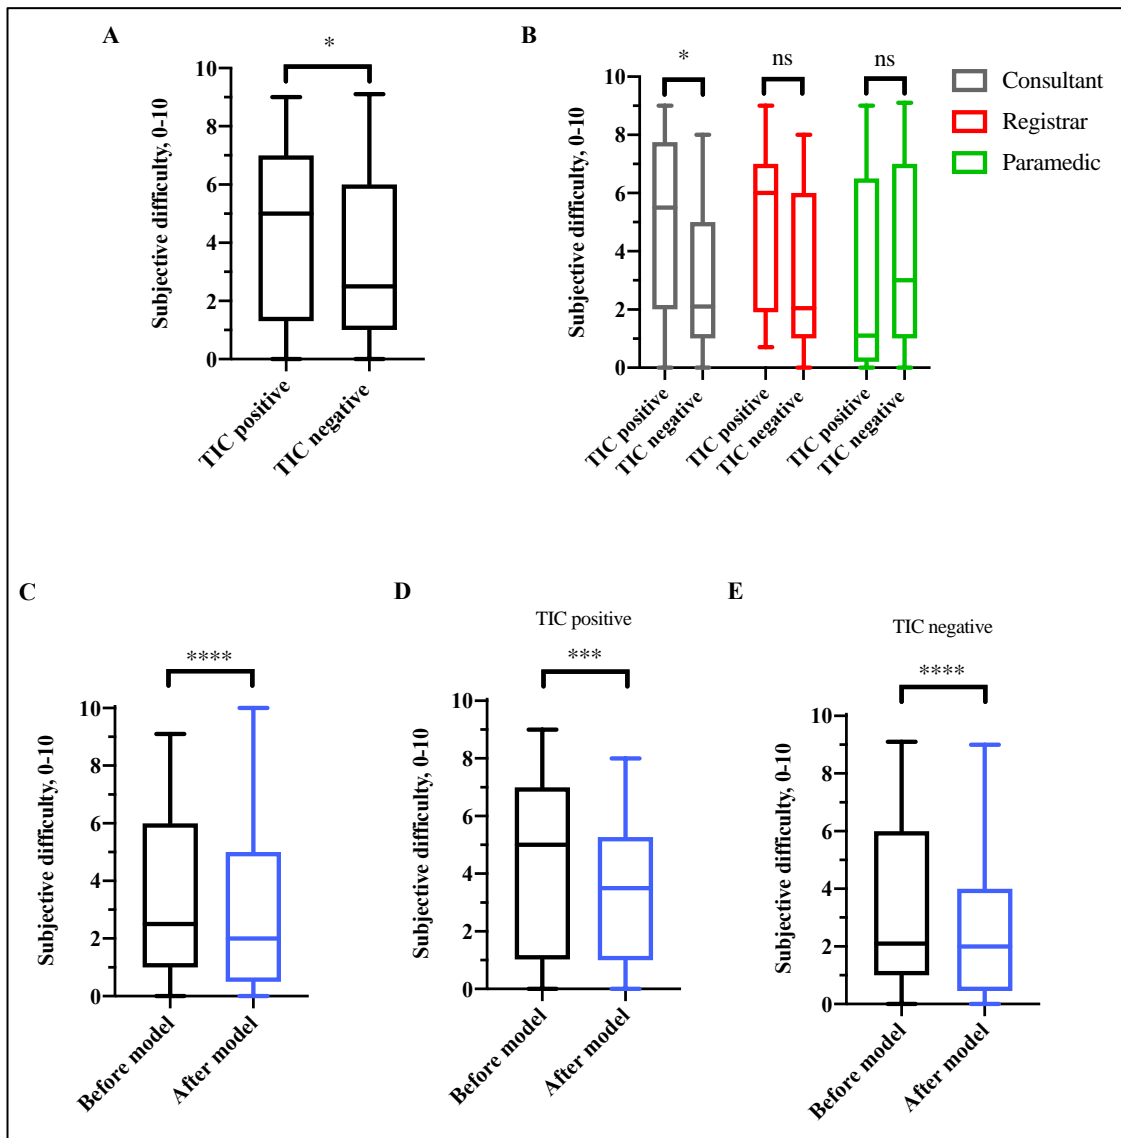 A
*
Subjective difficulty, 0-10
10
8
6
4
2
0
TIC positive
TIC negative
B
*
ns
ns
Subjective difficulty, 0-10
10
8
6
4
2
0
TIC positive
TIC negative
TIC positive
TIC negative
TIC positive
TIC negative
Consultant
Registrar
Paramedic
C
****
Subjective difficulty, 0-10
10
8
6
4
2
0
Before model
After model
D
TIC positive
***
Subjective difficulty, 0-10
10
8
6
4
2
0
Before model
After model
E
TIC negative
****
Subjective difficulty, 0-10
10
8
6
4
2
0
Before model
After model